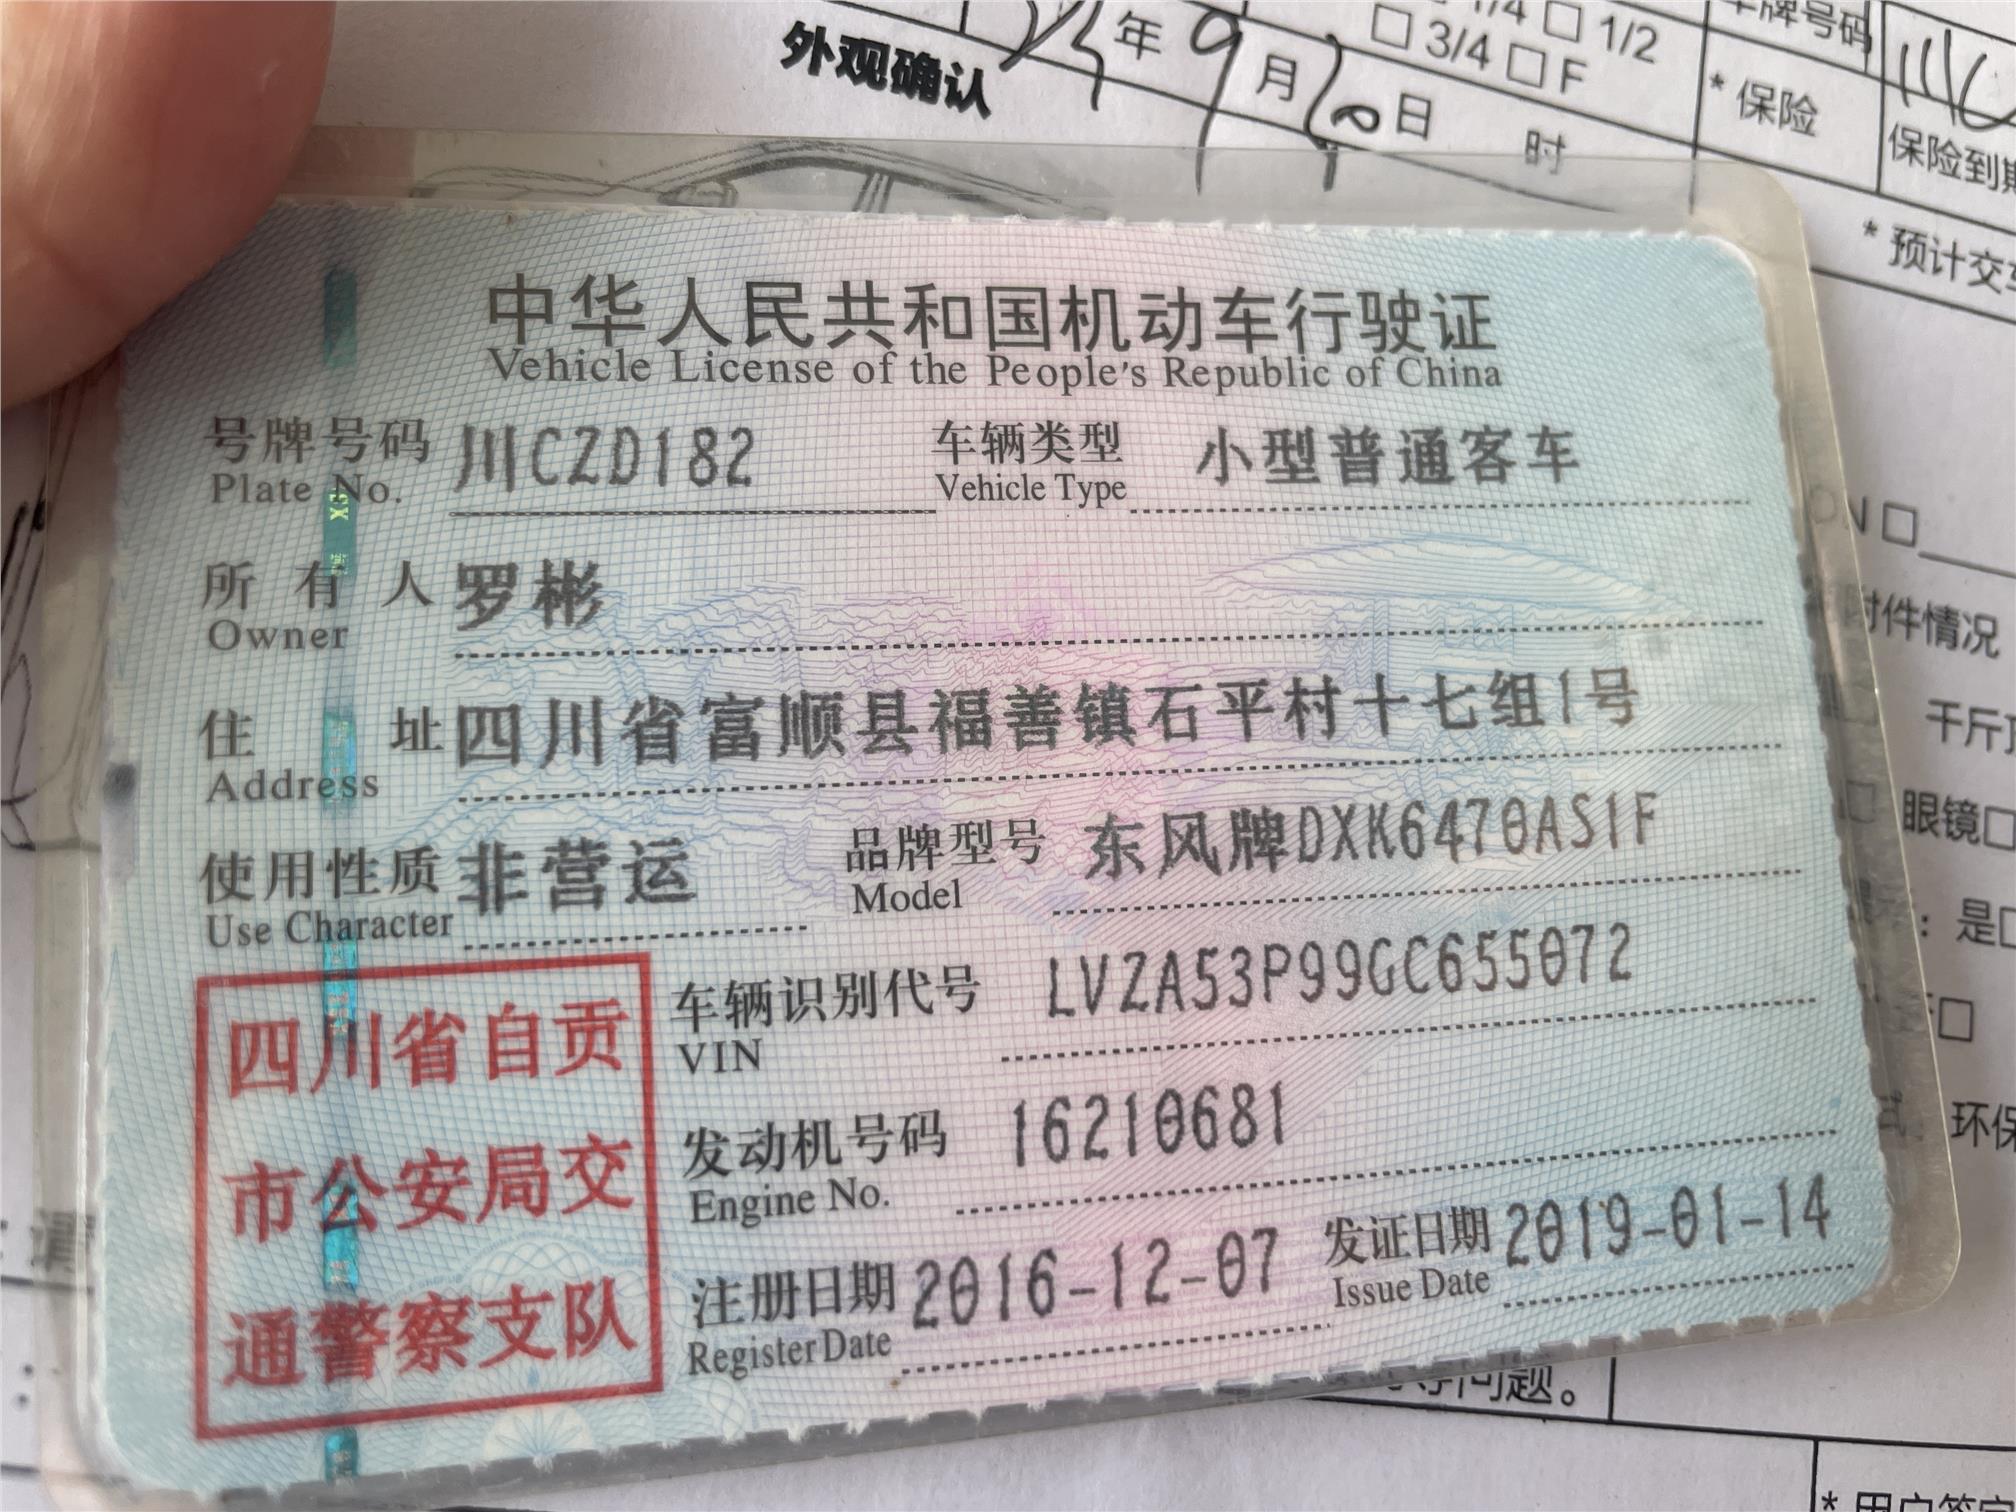 外观确认
年9月20日 时
3/4 □ F
1/2
* 保险
保险到期
* 预计交车
中华人民共和国机动车行驶证
Vehicle License of the People's Republic of China
号牌号码 川CZD182 车辆类型 小型普通客车
Plate No. Vehicle Type
所有人 罗彬
Owner
住址 四川省富顺县福善镇石平村十七组1号
Address
使用性质 非营运 品牌型号 东风牌DXK6470AS1F
Use Character Model
四川省自贡
市公安局交
通警察支队
车辆识别代号 LVZA53P99GC655072
VIN
发动机号码 16210681
Engine No.
注册日期 2016-12-07 发证日期 2019-01-14
Register Date Issue Date
附件情况
千斤
眼镜□
：是□
环保
问题。